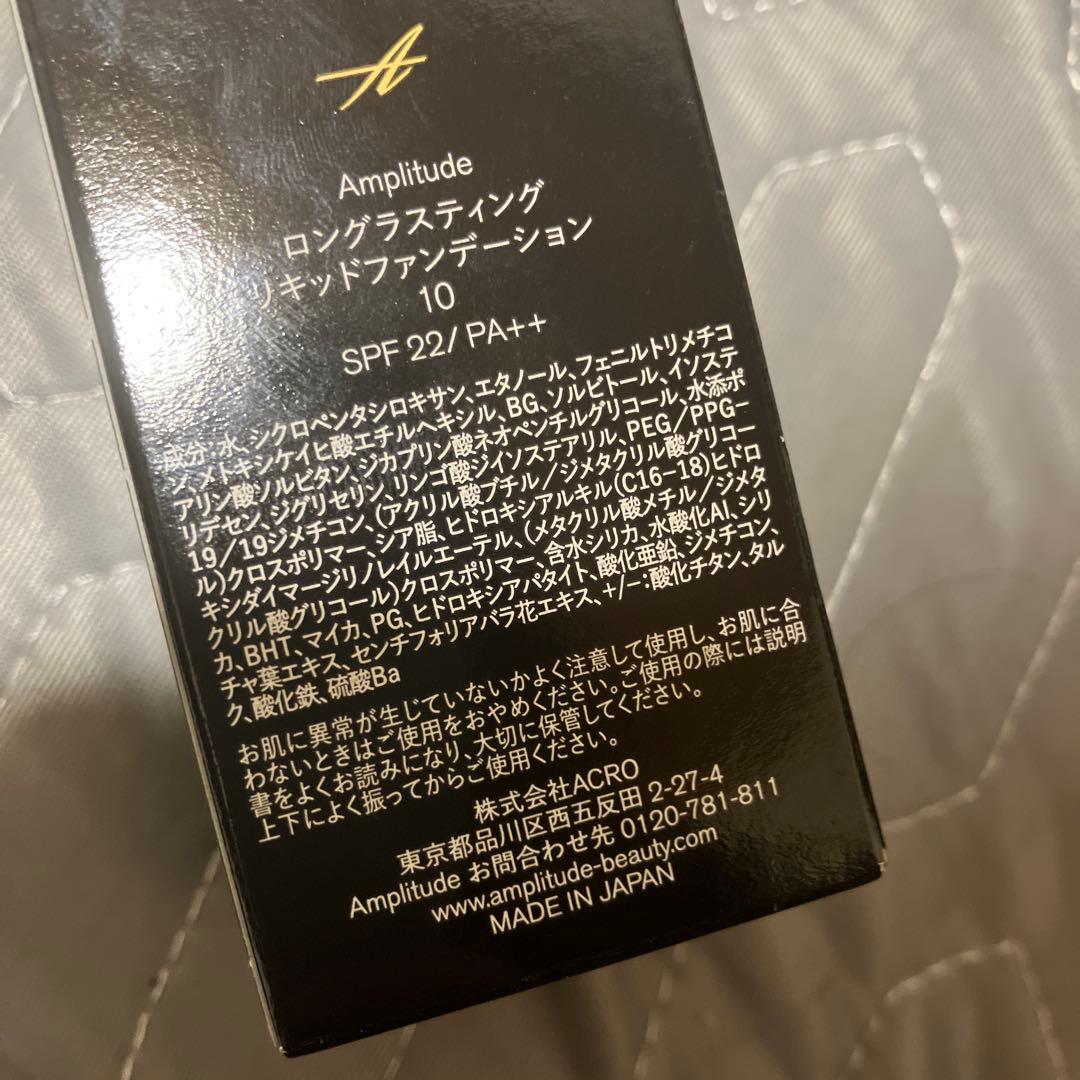 Amplitude
ロングラスティング
リキッドファンデーション
10
SPF 22/ PA++
成分:水、シクロペンタシロキサン、エタノール、フェニルトリメチコ
ン、メトキシケイヒ酸エチルヘキシル、BG、ソルビトール、イソステ
アリン酸ソルビタン、ジカプリン酸ネオペンチルグリコール、水添ポ
リデセン、ジグリセリン、リンゴ酸ジイソステアリル、PEG/PPG-
19/19ジメチコン、(アクリル酸ブチル/ジメタクリル酸グリコー
ル)クロスポリマー、シア脂、ヒドロキシアルキル(C16-18)ヒドロ
キシダイマージリノレイルエーテル、(メタクリル酸メチル/ジメタ
クリル酸グリコール)クロスポリマー、含水シリカ、水酸化Al、シリ
カ、BHT、マイカ、PG、ヒドロキシアパタイト、酸化亜鉛、ジメチコン、
チャ葉エキス、センチフォリアバラ花エキス、+/-:酸化チタン、タル
ク、酸化鉄、硫酸Ba
お肌に異常が生じていないかよく注意して使用し、お肌に合
わないときはご使用をおやめください。ご使用の際には説明
書をよくお読みになり、大切に保管してください。
上下によく振ってからご使用ください。
株式会社ACRO
東京都品川区西五反田 2-27-4
Amplitude お問合わせ先 0120-781-811
www.amplitude-beauty.com
MADE IN JAPAN